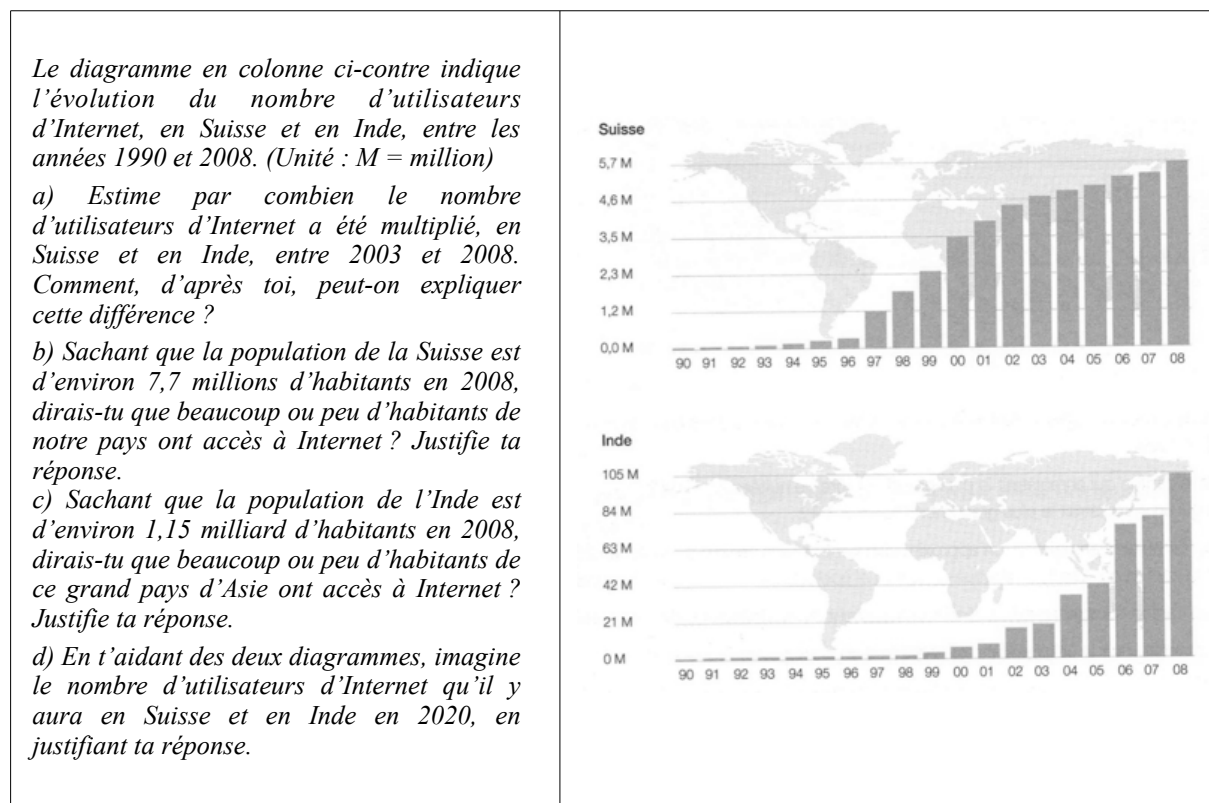 Le diagramme en colonne ci-contre indique
l’évolution du nombre d’utilisateurs
d’Internet, en Suisse et en Inde, entre les
années 1990 et 2008. (Unité : M = million)
a) Estime par combien le nombre
d’utilisateurs d’Internet a été multiplié, en
Suisse et en Inde, entre 2003 et 2008.
Comment, d’après toi, peut-on expliquer
cette différence ?
b) Sachant que la population de la Suisse est
d’environ 7,7 millions d’habitants en 2008,
dirais-tu que beaucoup ou peu d’habitants de
notre pays ont accès à Internet ? Justifie ta
réponse.
c) Sachant que la population de l’Inde est
d’environ 1,15 milliard d’habitants en 2008,
dirais-tu que beaucoup ou peu d’habitants de
ce grand pays d’Asie ont accès à Internet ?
Justifie ta réponse.
d) En t’aidant des deux diagrammes, imagine
le nombre d’utilisateurs d’Internet qu’il y
aura en Suisse et en Inde en 2020, en
justifiant ta réponse.
Suisse
5,7 M
4,6 M
3,5 M
2,3 M
1,2 M
0,0 M
90 91 92 93 94 95 96 97 98 99 00 01 02 03 04 05 06 07 08
Inde
105 M
84 M
63 M
42 M
21 M
0 M
90 91 92 93 94 95 96 97 98 99 00 01 02 03 04 05 06 07 08